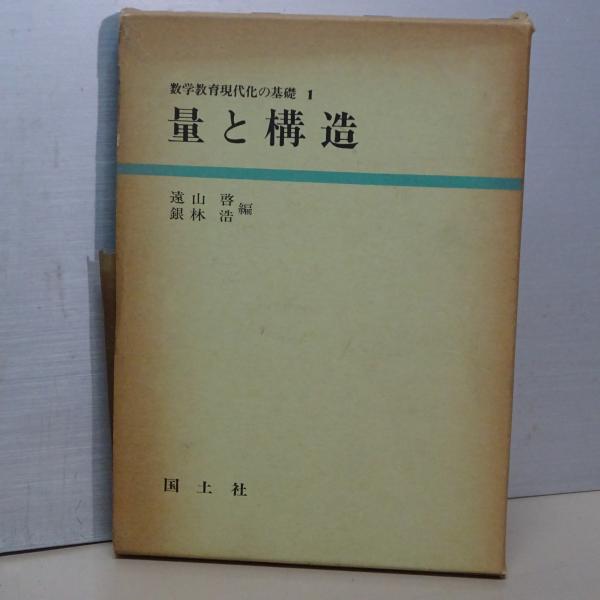 数学教育現代化の基礎 1
量と構造
遠山啓
銀林浩 編
国土社